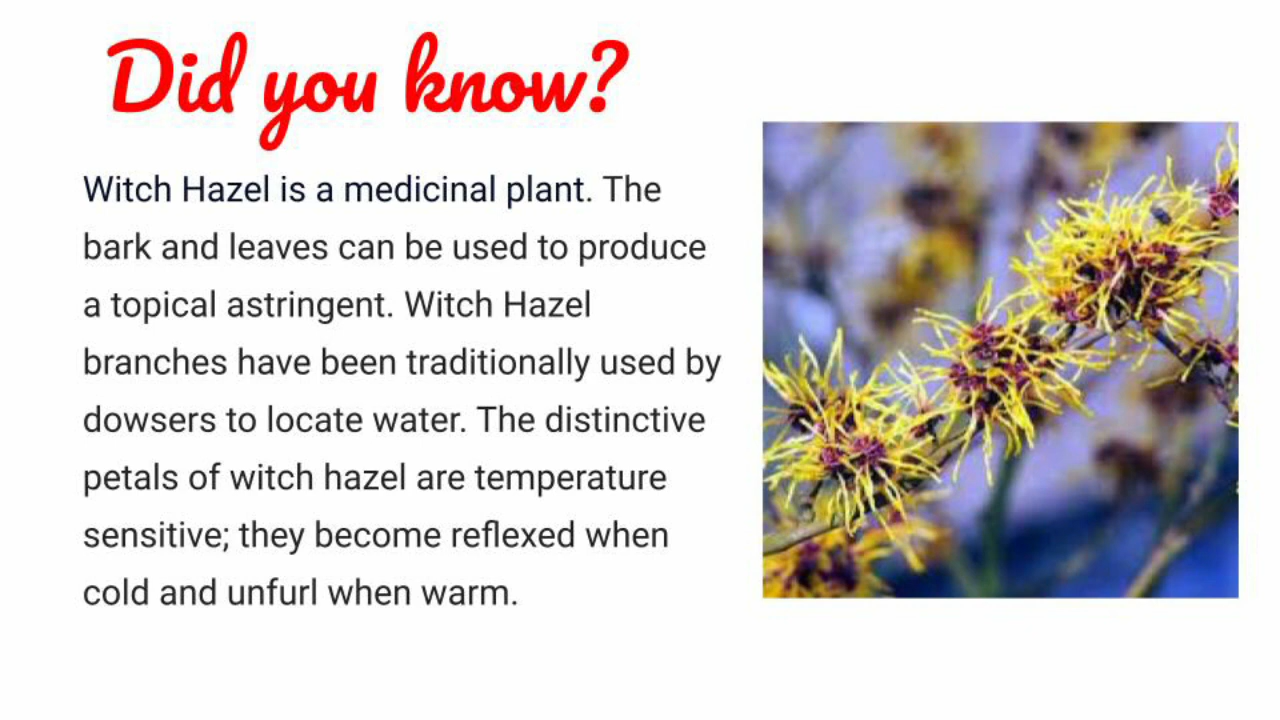 Did you know?
Witch Hazel is a medicinal plant. The
bark and leaves can be used to produce
a topical astringent. Witch Hazel
branches have been traditionally used by
dowsers to locate water. The distinctive
petals of witch hazel are temperature
sensitive; they become reflexed when
cold and unfurl when warm.